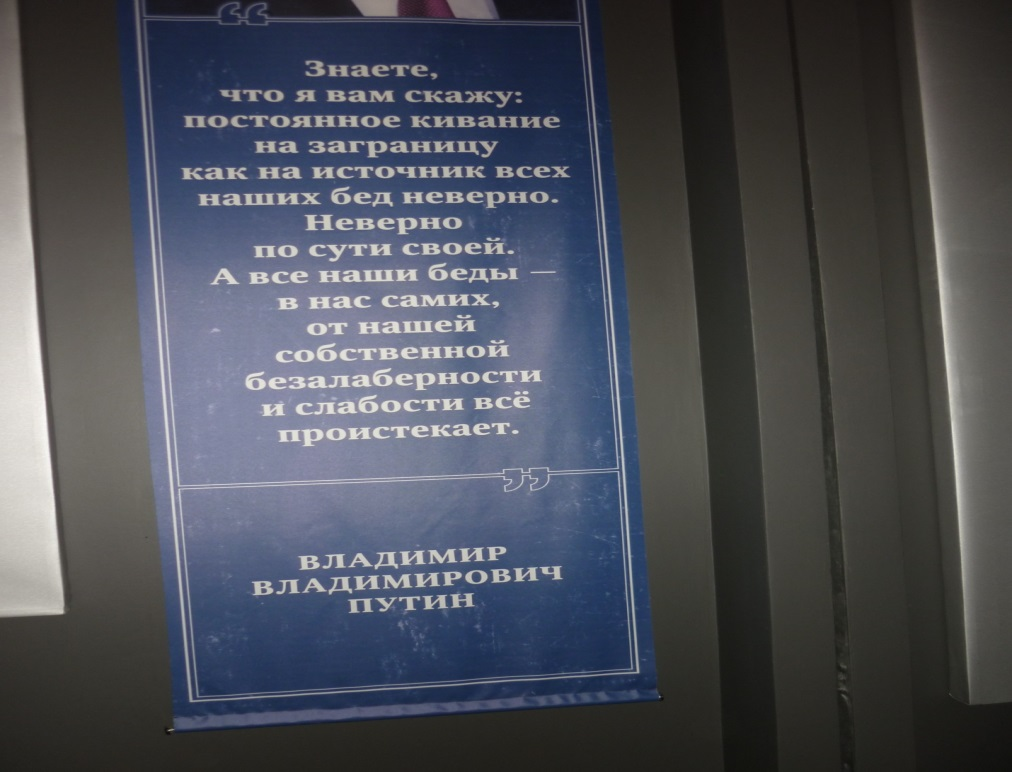 Знаете,
что я вам скажу:
постоянное кивание
на заграницу
как на источник всех
наших бед неверно.
Неверно
по сути своей.
А все наши беды —
в нас самих,
от нашей
собственной
безалаберности
и слабости всё
проистекает.
ВЛАДИМИР
ВЛАДИМИРОВИЧ
ПУТИН